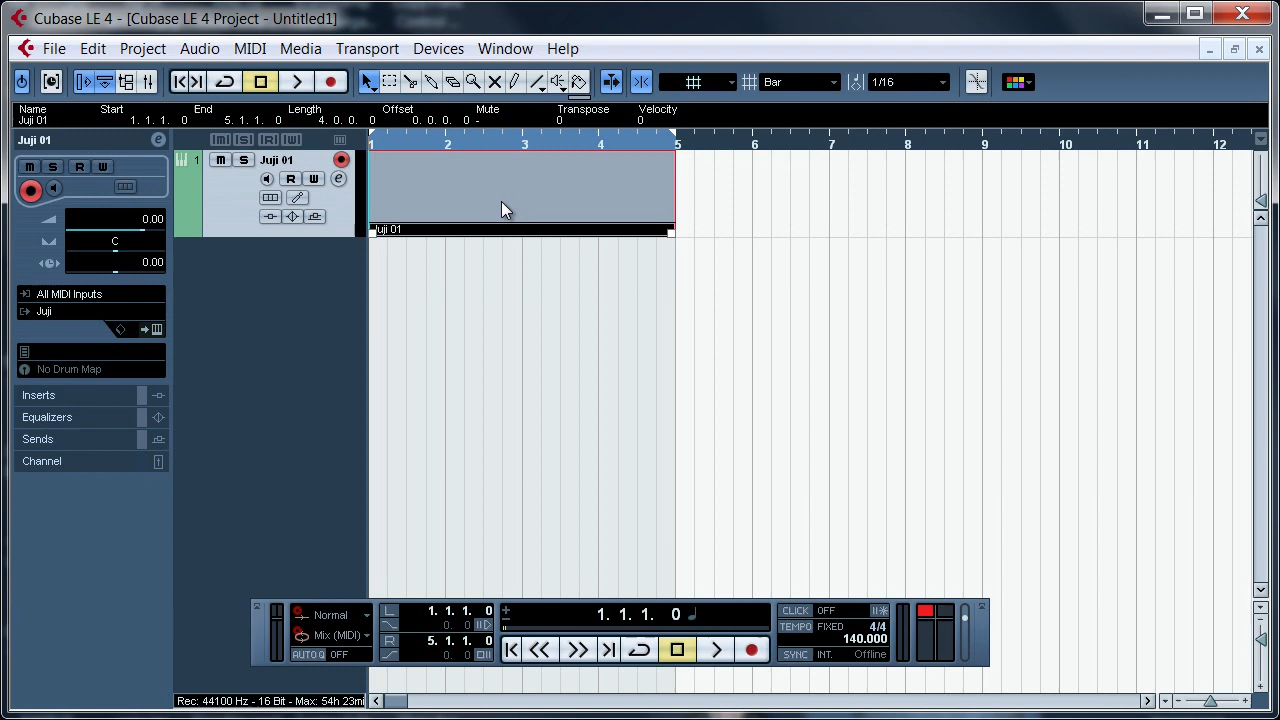 Cubase LE 4 - [Cubase LE 4 Project - Untitled1]
File Edit Project Audio MIDI Media Transport Devices Window Help
Bar 1/16
Name Start End Length Offset Mute Transpose Velocity
Juji 01 1. 1. 1. 0 5. 1. 1. 0 4. 0. 0. 0 0. 0. 0. 0 - 0 0
Juji 01 e M S R W 1 2 3 4 5 6 7 8 9 10 11 12
M S R W 1 M S Juji 01
R W e
0.00
C
0.00
Juji 01
All MIDI Inputs
Juji
No Drum Map
Inserts
Equalizers
Sends
Channel
Normal L 1. 1. 1. 0 1. 1. 1. 0 CLICK OFF
0. 0 TEMPO FIXED 4/4
Mix (MIDI) R 5. 1. 1. 0 140.000
AUTO Q OFF 0. 0 SYNC INT. Offline
Rec: 44100 Hz - 16 Bit - Max: 54h 23mi